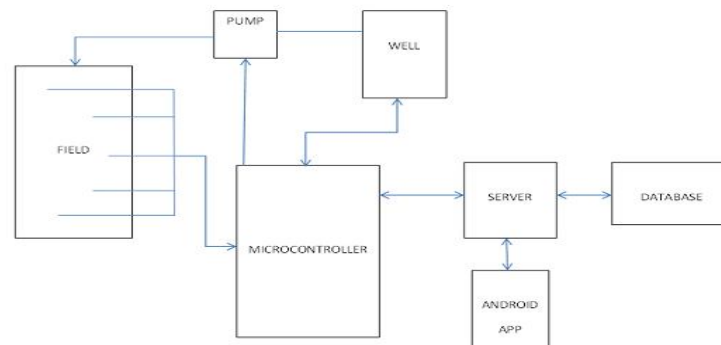 PUMP
WELL
FIELD
MICROCONTROLLER
SERVER
DATABASE
ANDROID
APP